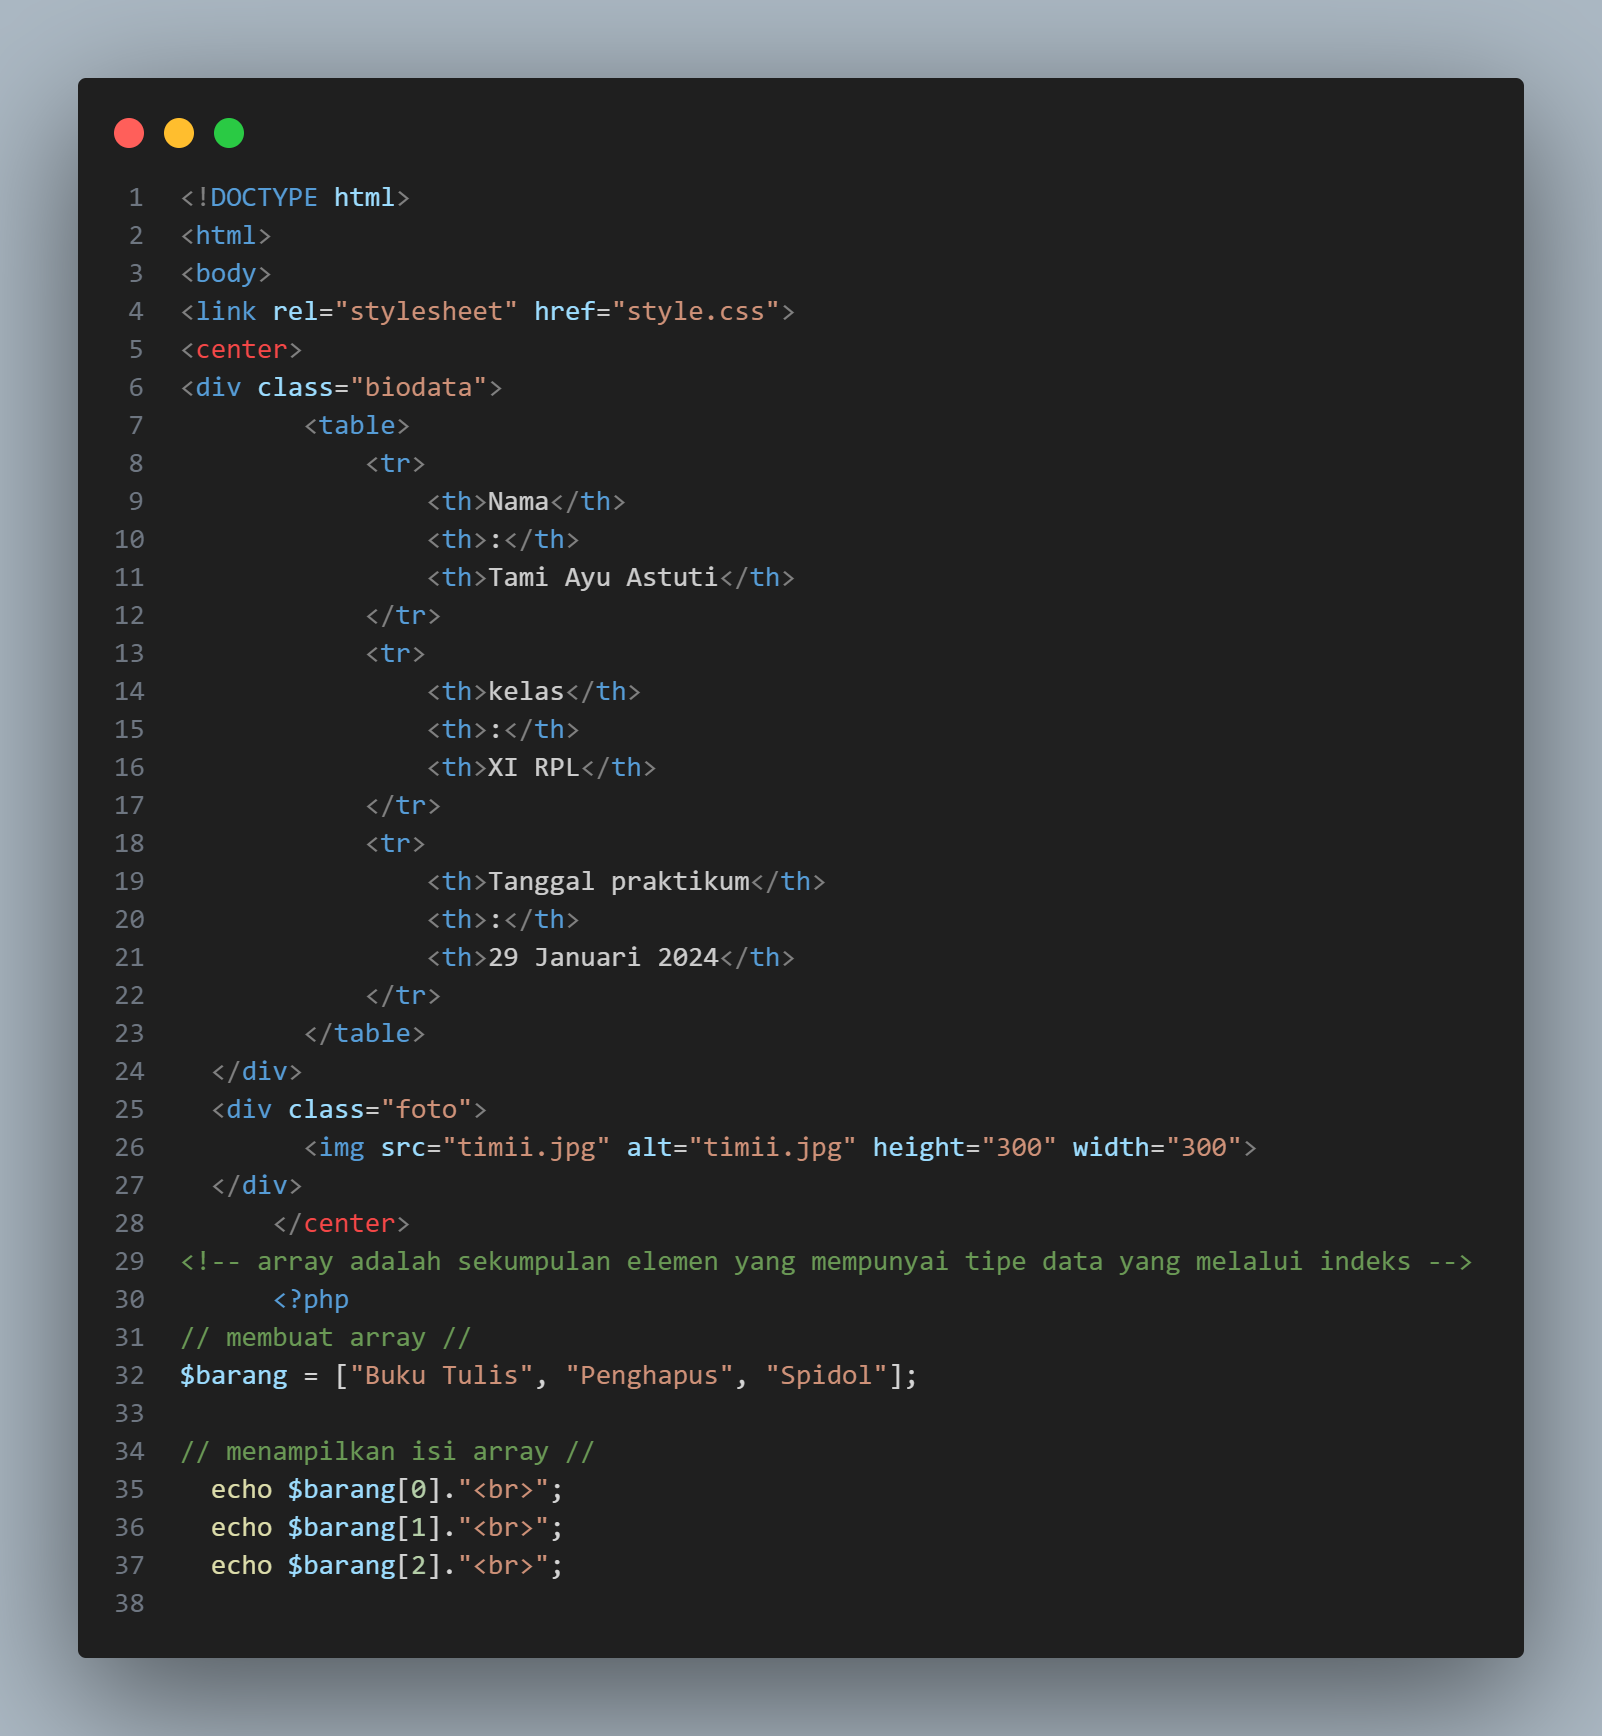 1 <!DOCTYPE html>
2 <html>
3 <body>
4 <link rel="stylesheet" href="style.css">
5 <center>
6 <div class="biodata">
7         <table>
8             <tr>
9                 <th>Nama</th>
10                 <th>:</th>
11                 <th>Tami Ayu Astuti</th>
12             </tr>
13             <tr>
14                 <th>kelas</th>
15                 <th>:</th>
16                 <th>XI RPL</th>
17             </tr>
18             <tr>
19                 <th>Tanggal praktikum</th>
20                 <th>:</th>
21                 <th>29 Januari 2024</th>
22             </tr>
23         </table>
24   </div>
25   <div class="foto">
26         <img src="timii.jpg" alt="timii.jpg" height="300" width="300">
27   </div>
28       </center>
29 <!-- array adalah sekumpulan elemen yang mempunyai tipe data yang melalui indeks -->
30       <?php
31 // membuat array //
32 $barang = ["Buku Tulis", "Penghapus", "Spidol"];
33
34 // menampilkan isi array //
35   echo $barang[0]."<br>";
36   echo $barang[1]."<br>";
37   echo $barang[2]."<br>";
38